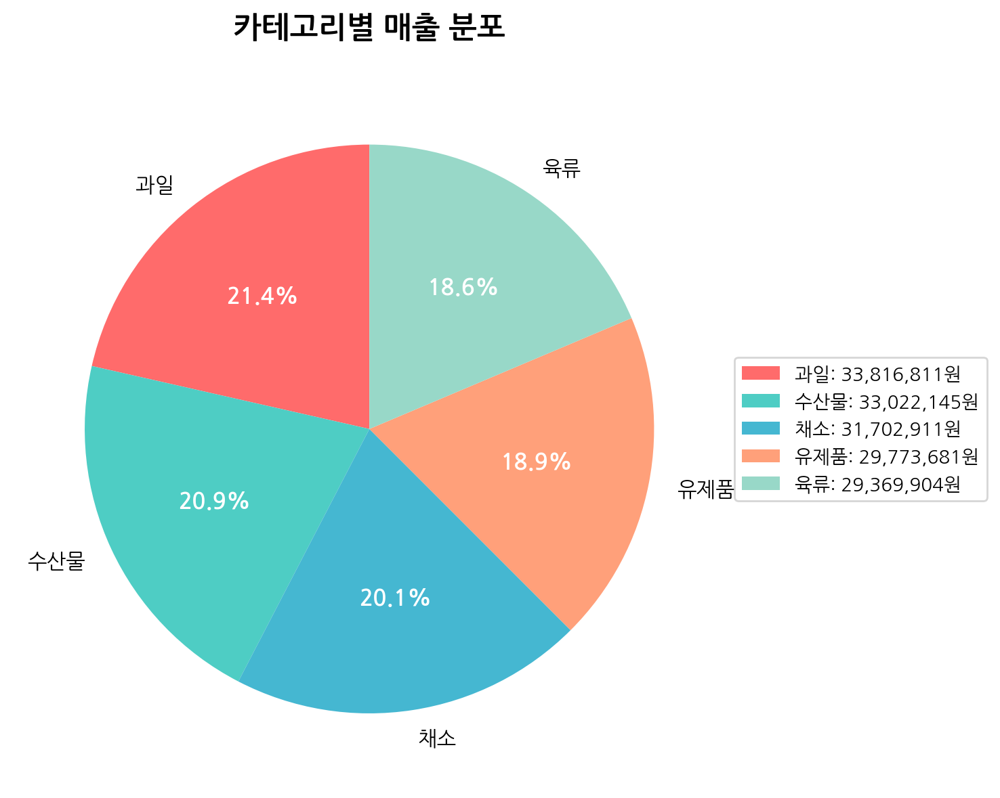 카테고리별 매출 분포
육류
과일
18.6%
21.4%
과일: 33,816,811원
수산물: 33,022,145원
채소: 31,702,911원
유제품: 29,773,681원
육류: 29,369,904원
18.9%
유제품
20.9%
수산물
20.1%
채소